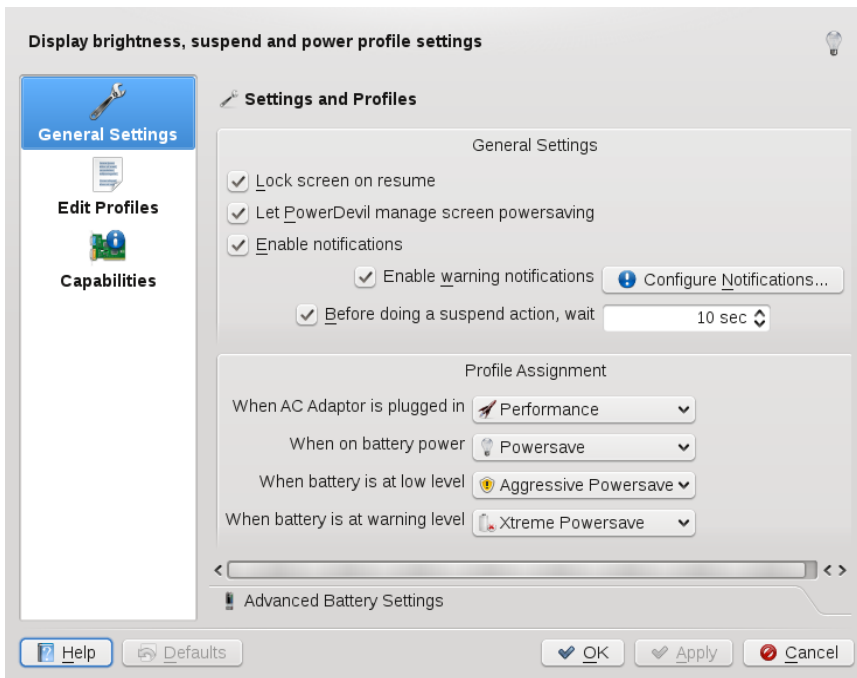 Display brightness, suspend and power profile settings
General Settings
Edit Profiles
Capabilities
Settings and Profiles
General Settings
Lock screen on resume
Let PowerDevil manage screen powersaving
Enable notifications
Enable warning notifications
Configure Notifications...
Before doing a suspend action, wait
10 sec
Profile Assignment
When AC Adaptor is plugged in
Performance
When on battery power
Powersave
When battery is at low level
Aggressive Powersave
When battery is at warning level
Xtreme Powersave
Advanced Battery Settings
Help
Defaults
OK
Apply
Cancel